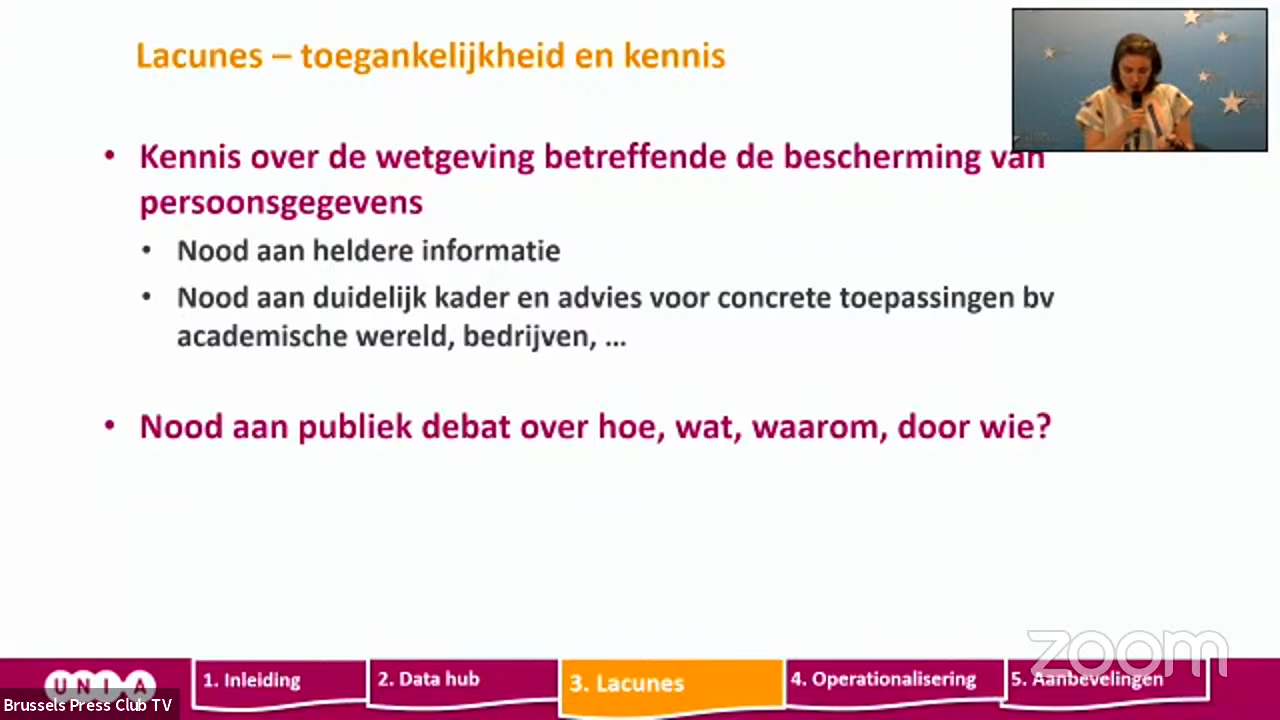 Lacunes – toegankelijkheid en kennis
• Kennis over de wetgeving betreffende de bescherming van
persoonsgegevens
• Nood aan heldere informatie
• Nood aan duidelijk kader en advies voor concrete toepassingen bv
academische wereld, bedrijven, ...
• Nood aan publiek debat over hoe, wat, waarom, door wie?
zoom
UNIA
1. Inleiding
2. Data hub
3. Lacunes
4. Operationalisering
5. Aanbevelingen
Brussels Press Club TV